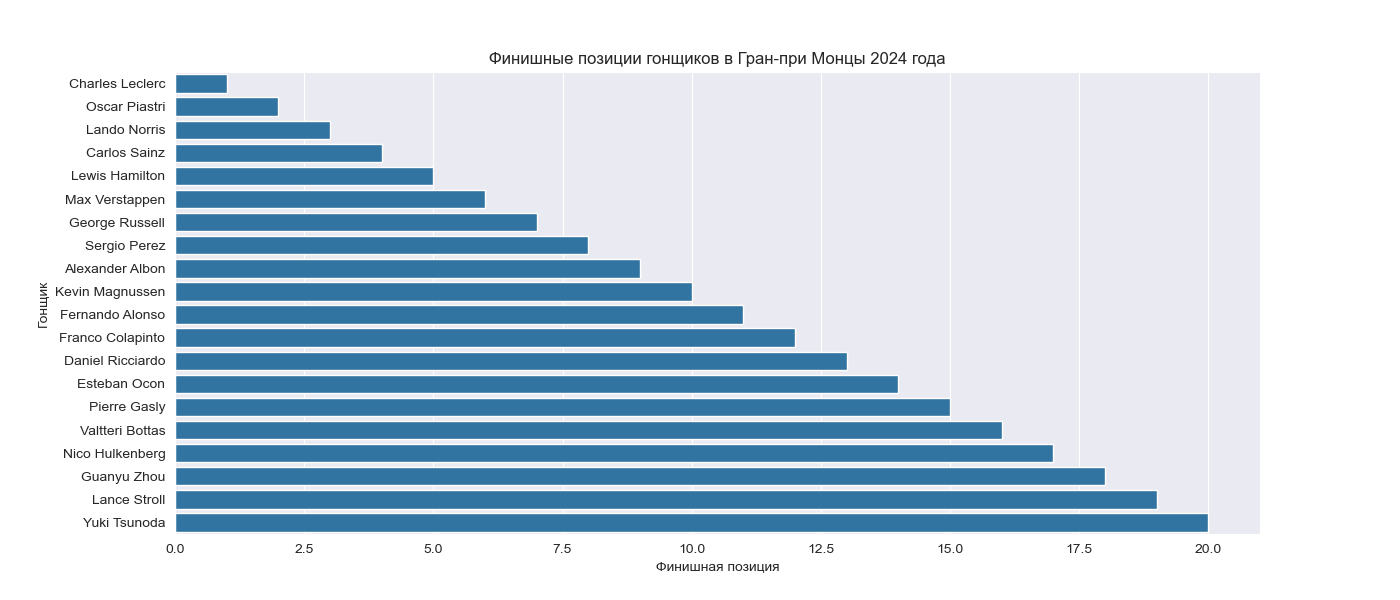 Финишные позиции гонщиков в Гран-при Монцы 2024 года
Гонщик
Charles Leclerc
Oscar Piastri
Lando Norris
Carlos Sainz
Lewis Hamilton
Max Verstappen
George Russell
Sergio Perez
Alexander Albon
Kevin Magnussen
Fernando Alonso
Franco Colapinto
Daniel Ricciardo
Esteban Ocon
Pierre Gasly
Valtteri Bottas
Nico Hulkenberg
Guanyu Zhou
Lance Stroll
Yuki Tsunoda
0.0 2.5 5.0 7.5 10.0 12.5 15.0 17.5 20.0
Финишная позиция